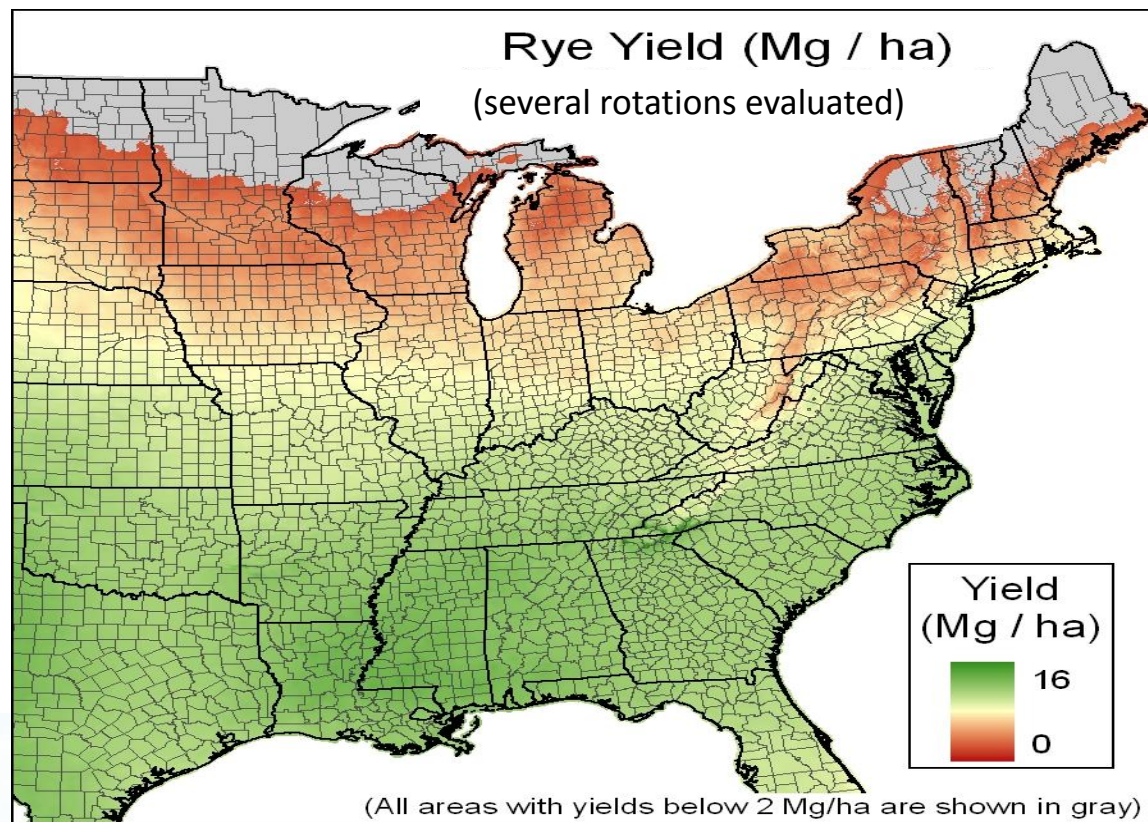 Rye Yield (Mg / ha)
(several rotations evaluated)
Yield
(Mg / ha)
16
0
(All areas with yields below 2 Mg/ha are shown in gray)